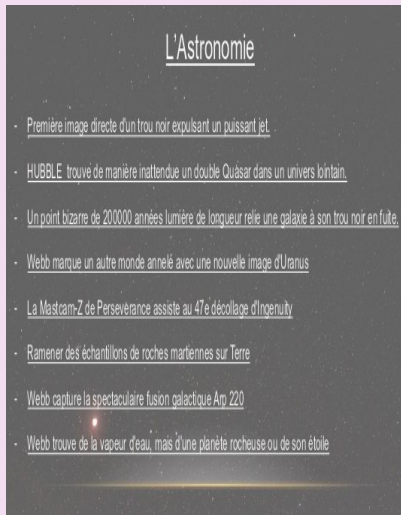 L'Astronomie
- Première image directe d'un trou noir expulsant un puissant jet.
- HUBBLE trouve de manière inattendue un double Quasar dans un univers lointain.
- Un point bizarre de 200000 années lumière de longueur relie une galaxie à son trou noir en fuite.
- Webb marque un autre monde annelé avec une nouvelle image d'Uranus
- La Mastcam-Z de Perseverance assiste au 47e décollage d'Ingenuity
- Ramener des échantillons de roches martiennes sur Terre
- Webb capture la spectaculaire fusion galactique Arp 220
- Webb trouve de la vapeur d'eau, mais d'une planète rocheuse ou de son étoile